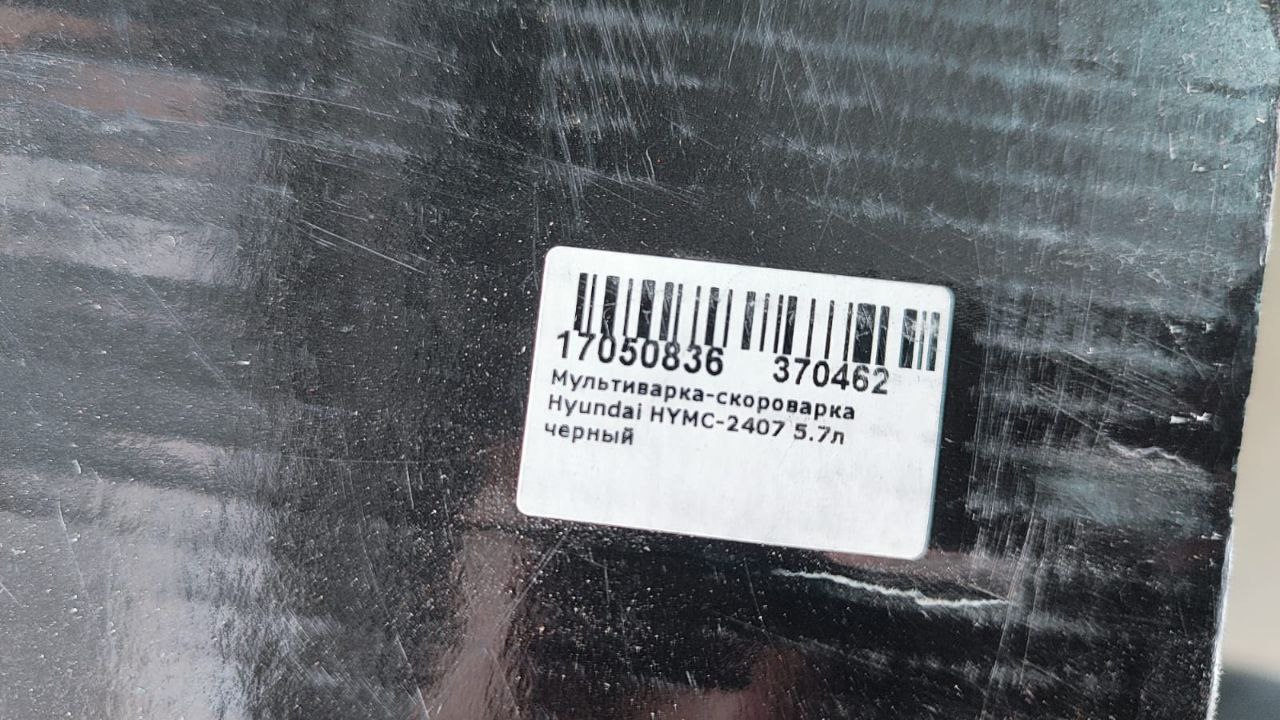 17050836 370462
Мультиварка-скороварка
Hyundai HYMC-2407 5.7л
черный